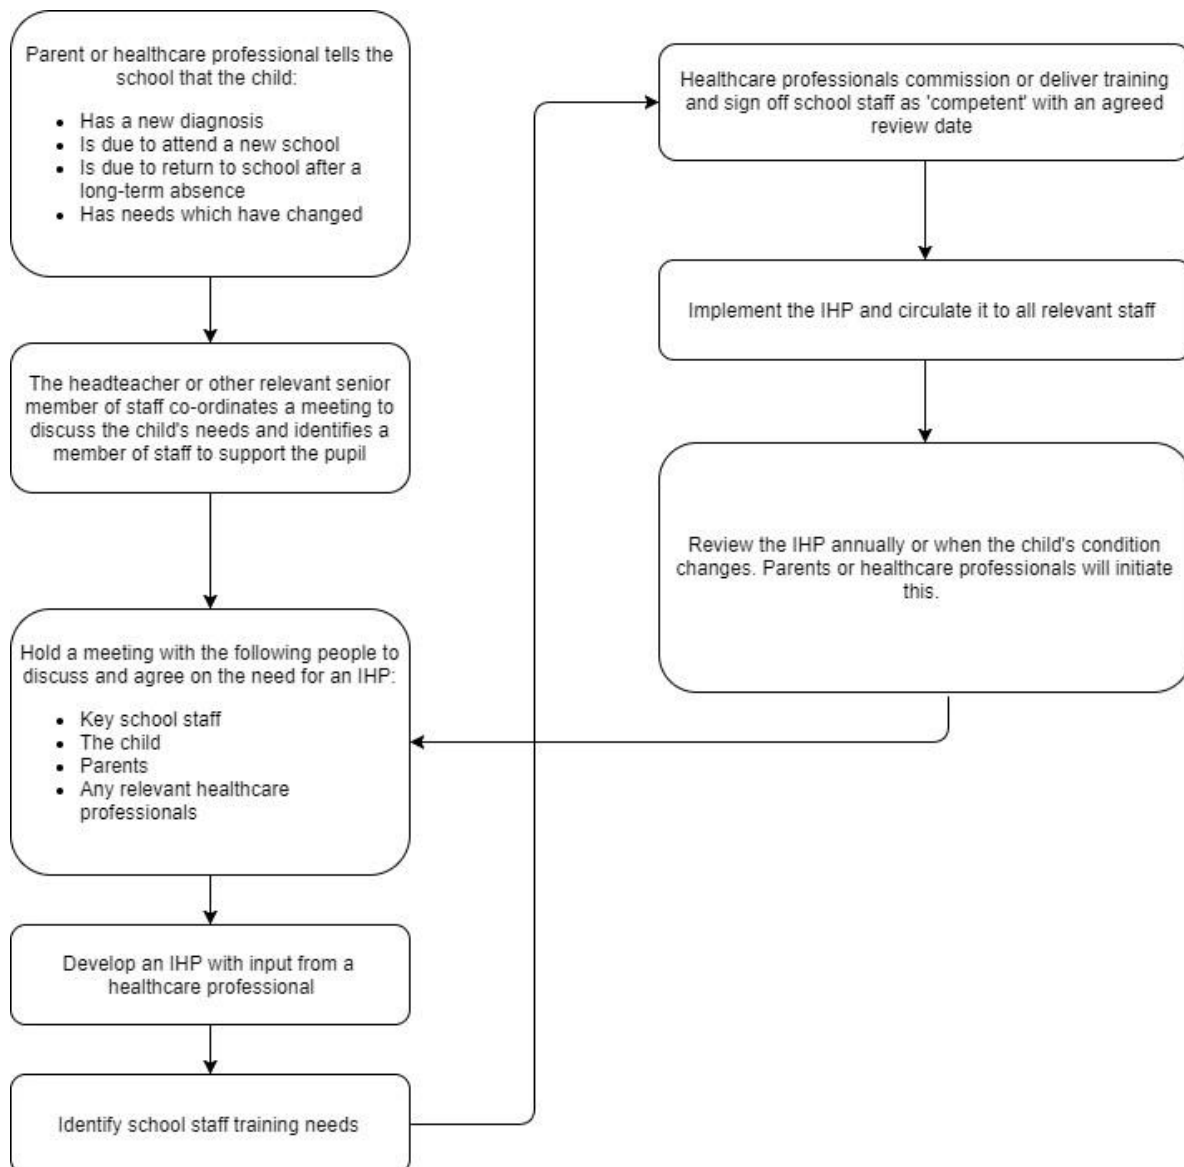 Parent or healthcare professional tells the
school that the child:
• Has a new diagnosis
• Is due to attend a new school
• Is due to return to school after a
long-term absence
• Has needs which have changed
The headteacher or other relevant senior
member of staff co-ordinates a meeting to
discuss the child's needs and identifies a
member of staff to support the pupil
Hold a meeting with the following people to
discuss and agree on the need for an IHP:
• Key school staff
• The child
• Parents
• Any relevant healthcare
professionals
Develop an IHP with input from a
healthcare professional
Identify school staff training needs
Healthcare professionals commission or deliver training
and sign off school staff as 'competent' with an agreed
review date
Implement the IHP and circulate it to all relevant staff
Review the IHP annually or when the child's condition
changes. Parents or healthcare professionals will initiate
this.